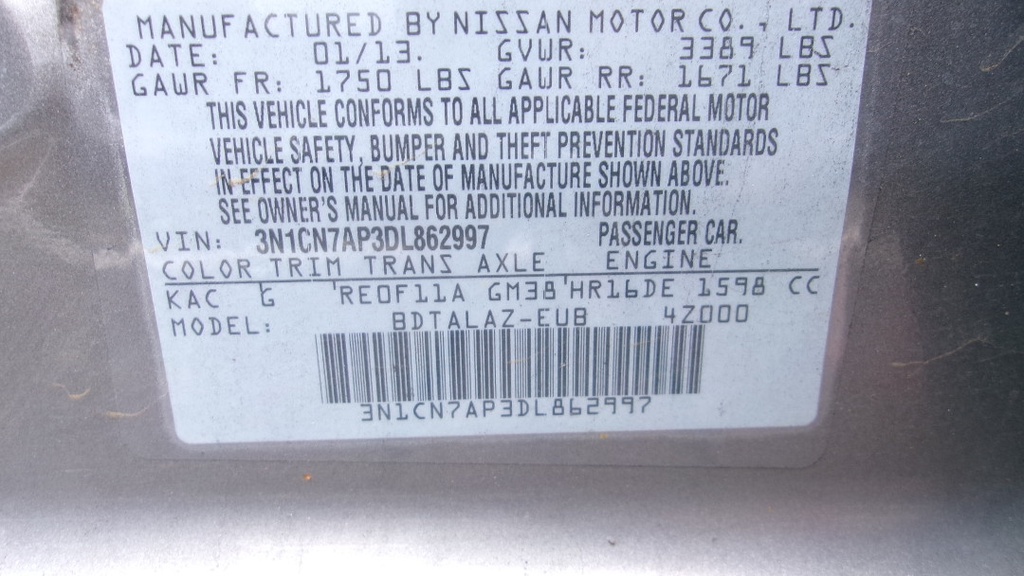 MANUFACTURED BY NISSAN MOTOR CO., LTD.
DATE: 01/13. GVWR: 3389 LBS
GAWR FR: 1750 LBS GAWR RR: 1671 LBS
THIS VEHICLE CONFORMS TO ALL APPLICABLE FEDERAL MOTOR
VEHICLE SAFETY, BUMPER AND THEFT PREVENTION STANDARDS
IN EFFECT ON THE DATE OF MANUFACTURE SHOWN ABOVE.
SEE OWNER'S MANUAL FOR ADDITIONAL INFORMATION.
VIN: 3N1CN7AP3DL862997 PASSENGER CAR.
COLOR TRIM TRANS AXLE ENGINE
KAC G RE0F11A GM38 HR16DE 1598 CC
MODEL: BDTALAZ-EUB 4Z000
3N1CN7AP3DL862997